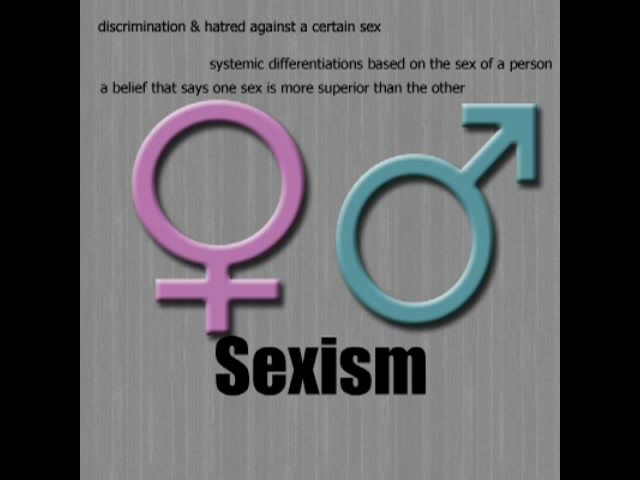 discrimination & hatred against a certain sex
systemic differentiations based on the sex of a person
a belief that says one sex is more superior than the other
Sexism